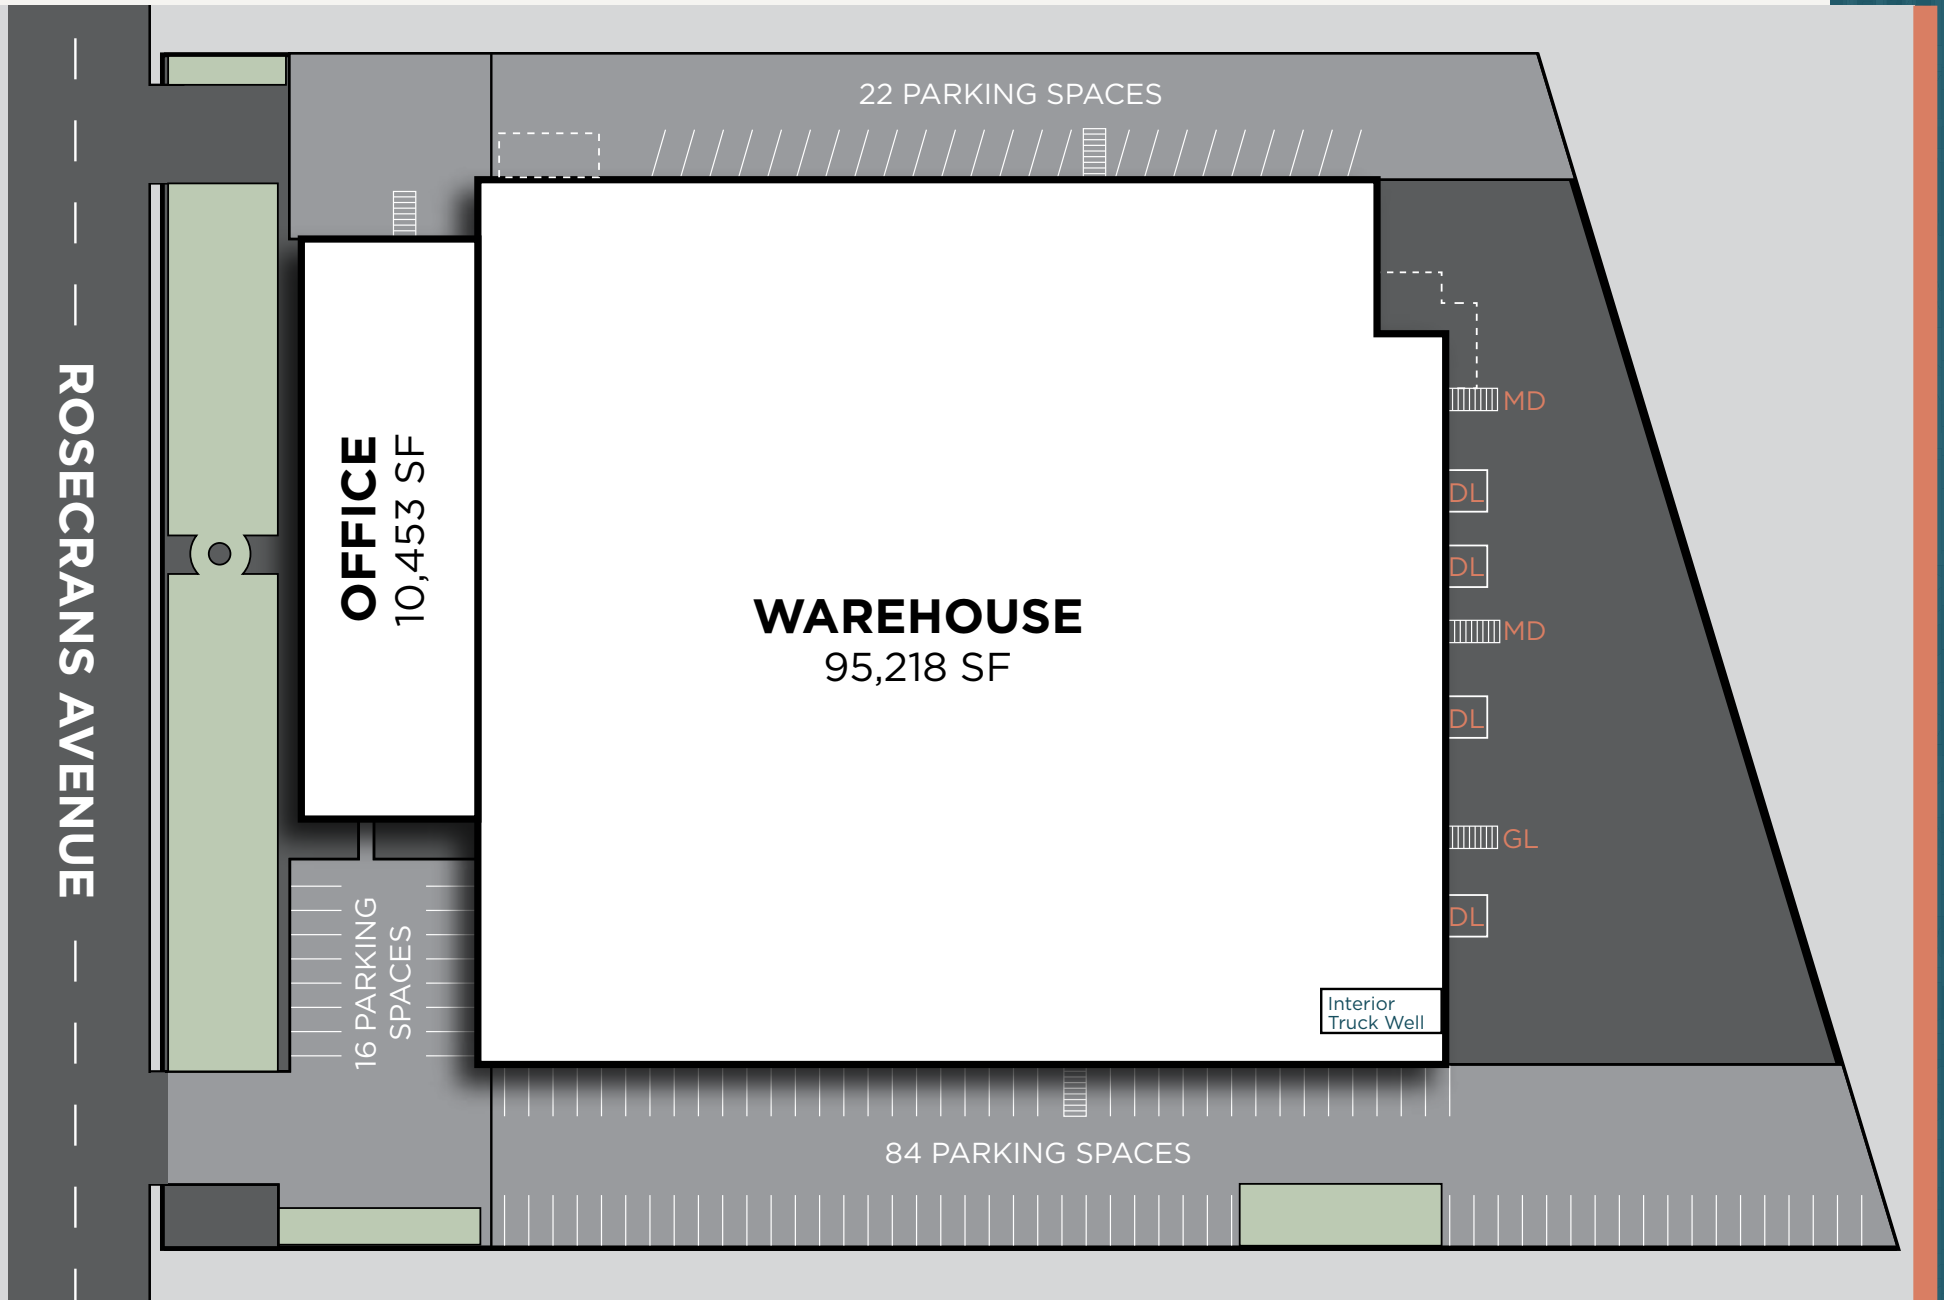 22 PARKING SPACES
ROSECRANS AVENUE
OFFICE
10,453 SF
WAREHOUSE
95,218 SF
MD
DL
DL
MD
DL
GL
DL
Interior
Truck Well
16 PARKING
SPACES
84 PARKING SPACES